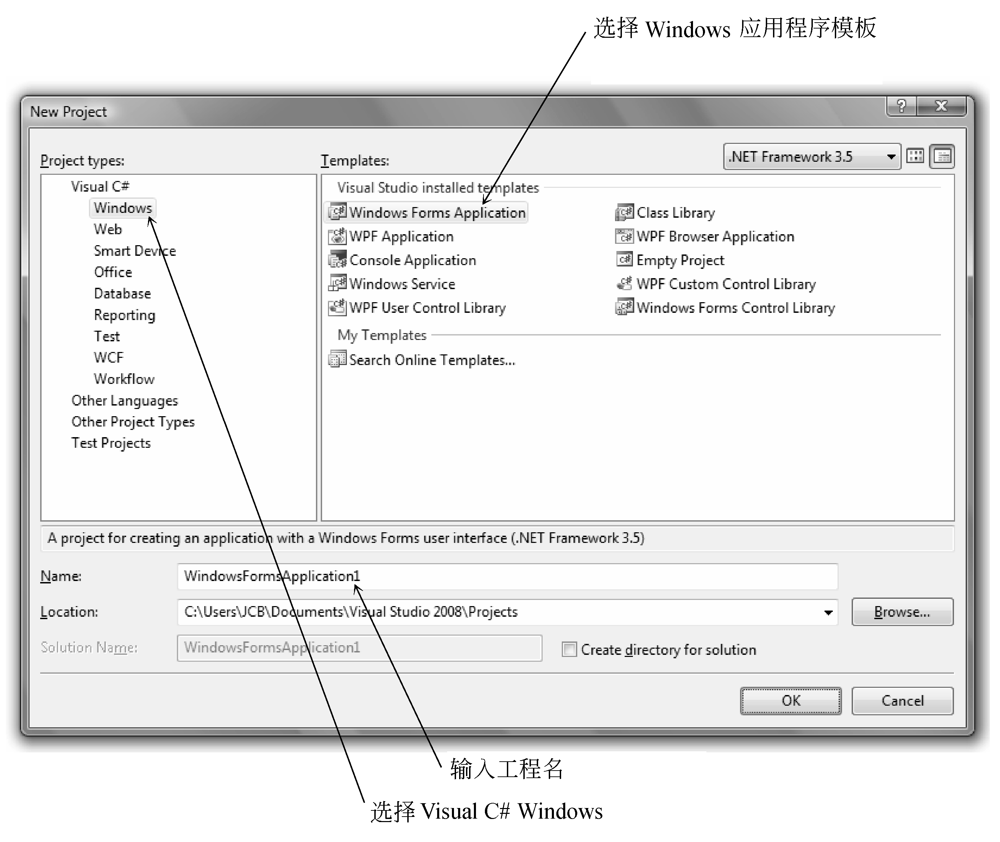 选择 Windows 应用程序模板
New Project
?
X
Project types:
Templates:
.NET Framework 3.5
Visual C#
Windows
Web
Smart Device
Office
Database
Reporting
Test
WCF
Workflow
Other Languages
Other Project Types
Test Projects
Visual Studio installed templates
Windows Forms Application
Class Library
WPF Application
WPF Browser Application
Console Application
Empty Project
Windows Service
WPF Custom Control Library
WPF User Control Library
Windows Forms Control Library
My Templates
Search Online Templates...
A project for creating an application with a Windows Forms user interface (.NET Framework 3.5)
Name:
WindowsFormsApplication1
Location:
C:\Users\JCB\Documents\Visual Studio 2008\Projects
Browse...
Solution Name:
WindowsFormsApplication1
Create directory for solution
OK
Cancel
输入工程名
选择 Visual C# Windows